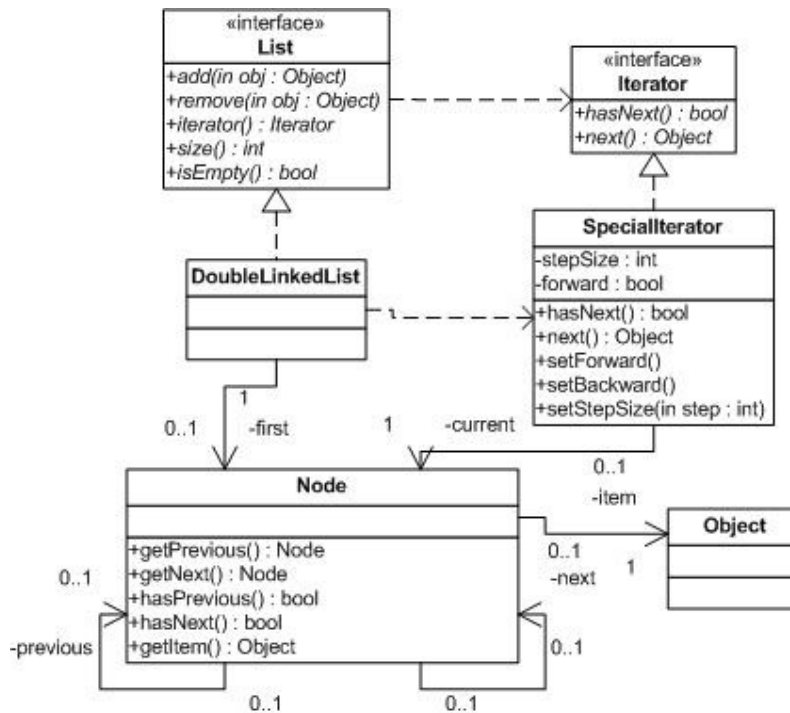 «interface»
List
+add(in obj : Object)
+remove(in obj : Object)
+iterator() : Iterator
+size() : int
+isEmpty() : bool
«interface»
Iterator
+hasNext() : bool
+next() : Object
DoubleLinkedList
SpecialIterator
-stepSize : int
-forward : bool
+hasNext() : bool
+next() : Object
+setForward()
+setBackward()
+setStepSize(in step : int)
1
0..1
-first
1
-current
0..1
-item
Node
+getPrevious() : Node
+getNext() : Node
+hasPrevious() : bool
+hasNext() : bool
+getItem() : Object
Object
0..1
-next
1
0..1
-previous
0..1
0..1
0..1